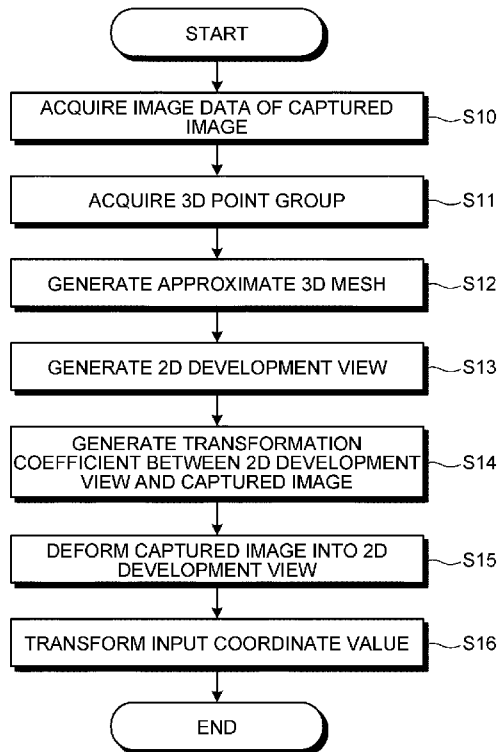 START
ACQUIRE IMAGE DATA OF CAPTURED
IMAGE
S10
ACQUIRE 3D POINT GROUP
S11
GENERATE APPROXIMATE 3D MESH
S12
GENERATE 2D DEVELOPMENT VIEW
S13
GENERATE TRANSFORMATION
COEFFICIENT BETWEEN 2D DEVELOPMENT
VIEW AND CAPTURED IMAGE
S14
DEFORM CAPTURED IMAGE INTO 2D
DEVELOPMENT VIEW
S15
TRANSFORM INPUT COORDINATE VALUE
S16
END